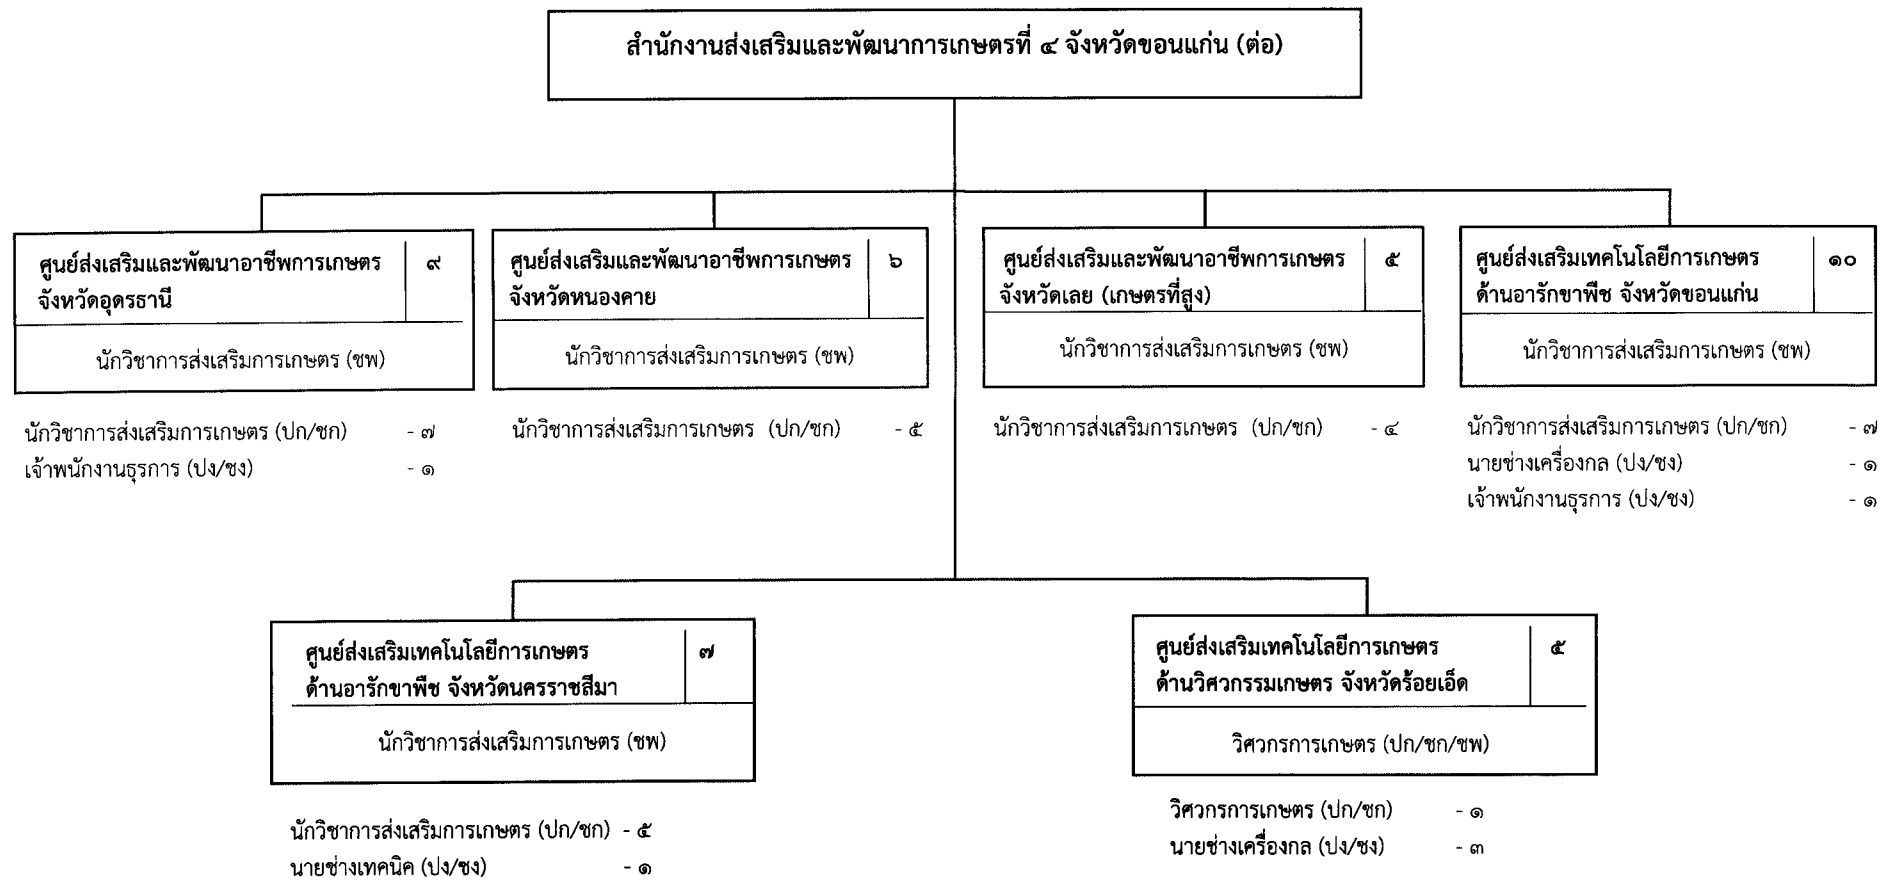 สำนักงานส่งเสริมและพัฒนาการเกษตรที่ ๔ จังหวัดขอนแก่น (ต่อ)
ศูนย์ส่งเสริมและพัฒนาอาชีพการเกษตร ๙
จังหวัดอุดรธานี
นักวิชาการส่งเสริมการเกษตร (ชพ)
นักวิชาการส่งเสริมการเกษตร (ปก/ชก) - ๗
เจ้าพนักงานธุรการ (ปง/ชง) - ๑
ศูนย์ส่งเสริมและพัฒนาอาชีพการเกษตร ๖
จังหวัดหนองคาย
นักวิชาการส่งเสริมการเกษตร (ชพ)
นักวิชาการส่งเสริมการเกษตร (ปก/ชก) - ๕
ศูนย์ส่งเสริมและพัฒนาอาชีพการเกษตร ๕
จังหวัดเลย (เกษตรที่สูง)
นักวิชาการส่งเสริมการเกษตร (ชพ)
นักวิชาการส่งเสริมการเกษตร (ปก/ชก) - ๔
ศูนย์ส่งเสริมเทคโนโลยีการเกษตร ๑๐
ด้านอารักขาพืช จังหวัดขอนแก่น
นักวิชาการส่งเสริมการเกษตร (ชพ)
นักวิชาการส่งเสริมการเกษตร (ปก/ชก) - ๗
นายช่างเครื่องกล (ปง/ชง) - ๑
เจ้าพนักงานธุรการ (ปง/ชง) - ๑
ศูนย์ส่งเสริมเทคโนโลยีการเกษตร ๗
ด้านอารักขาพืช จังหวัดนครราชสีมา
นักวิชาการส่งเสริมการเกษตร (ชพ)
นักวิชาการส่งเสริมการเกษตร (ปก/ชก) - ๕
นายช่างเทคนิค (ปง/ชง) - ๑
ศูนย์ส่งเสริมเทคโนโลยีการเกษตร ๕
ด้านวิศวกรรมเกษตร จังหวัดร้อยเอ็ด
วิศวกรการเกษตร (ปก/ชก/ชพ)
วิศวกรการเกษตร (ปก/ชก) - ๑
นายช่างเครื่องกล (ปง/ชง) - ๓